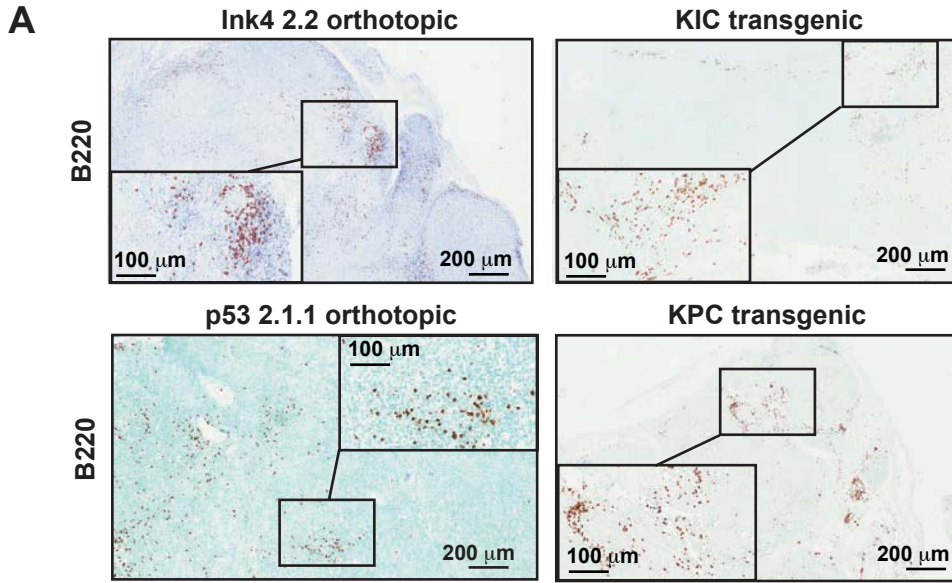 A
Ink4 2.2 orthotopic
KIC transgenic
B220
100 μm
200 μm
100 μm
200 μm
p53 2.1.1 orthotopic
KPC transgenic
B220
100 μm
200 μm
100 μm
200 μm